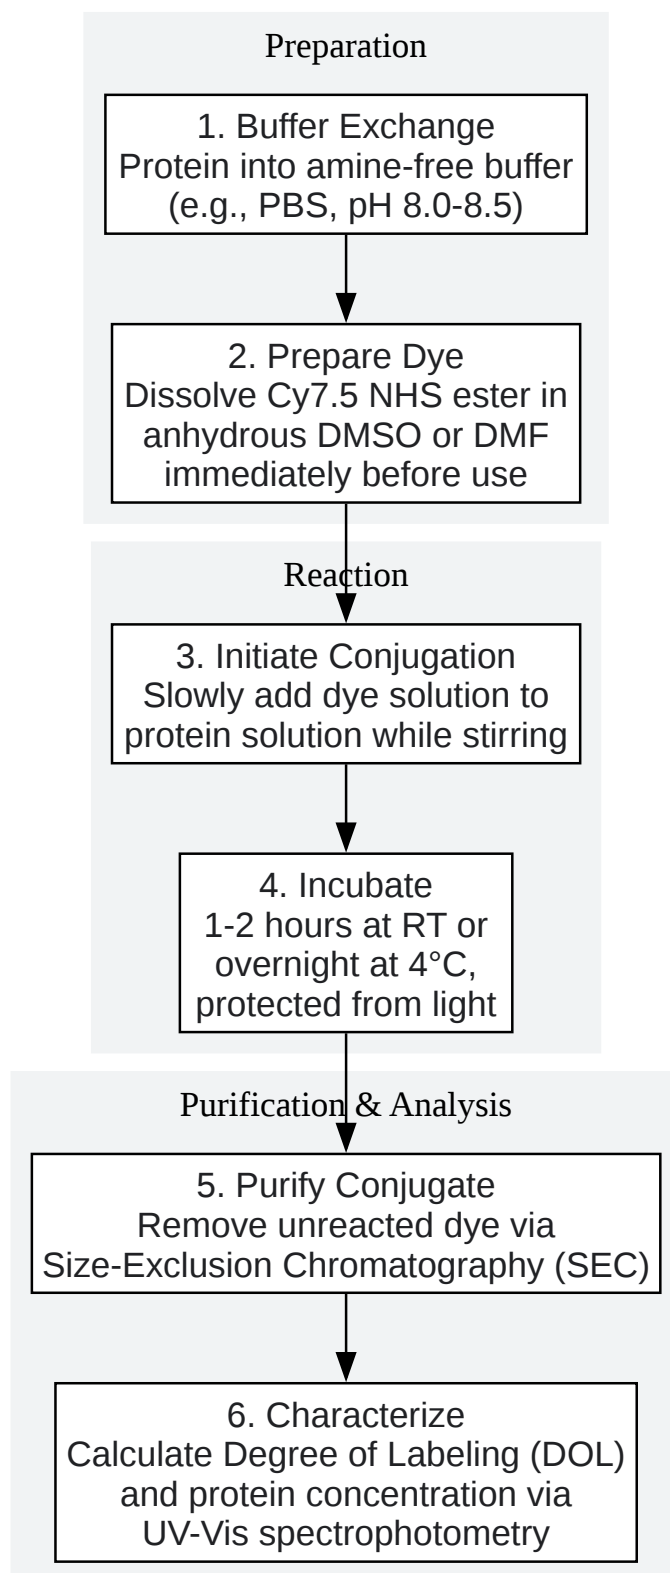 Preparation
1. Buffer Exchange
Protein into amine-free buffer
(e.g., PBS, pH 8.0-8.5)
2. Prepare Dye
Dissolve Cy7.5 NHS ester in
anhydrous DMSO or DMF
immediately before use
Reaction
3. Initiate Conjugation
Slowly add dye solution to
protein solution while stirring
4. Incubate
1-2 hours at RT or
overnight at 4°C,
protected from light
Purification & Analysis
5. Purify Conjugate
Remove unreacted dye via
Size-Exclusion Chromatography (SEC)
6. Characterize
Calculate Degree of Labeling (DOL)
and protein concentration via
UV-Vis spectrophotometry